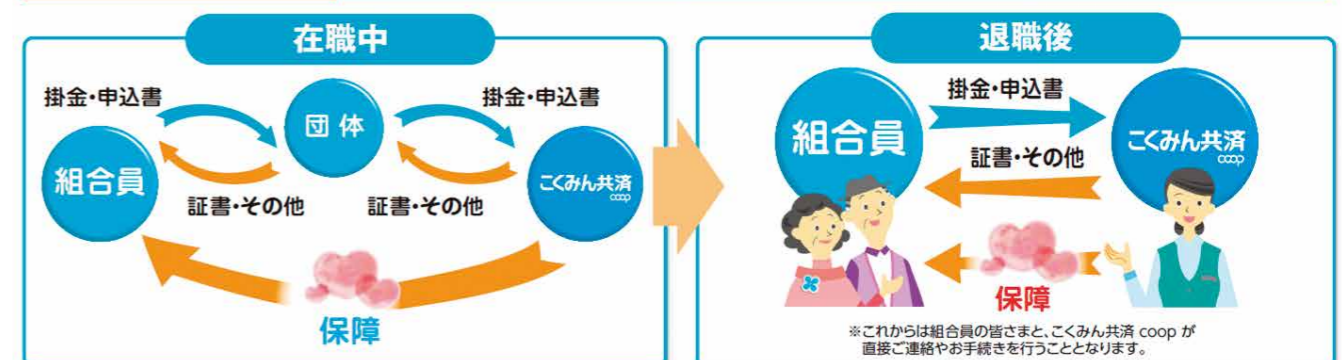 在職中
掛金・申込書
掛金・申込書
団体
組合員
こくみん共済
coop
証書・その他
証書・その他
保障
退職後
掛金・申込書
組合員
こくみん共済
coop
証書・その他
保障
※これからは組合員の皆さまと、こくみん共済 coop が
直接ご連絡やお手続きを行うこととなります。